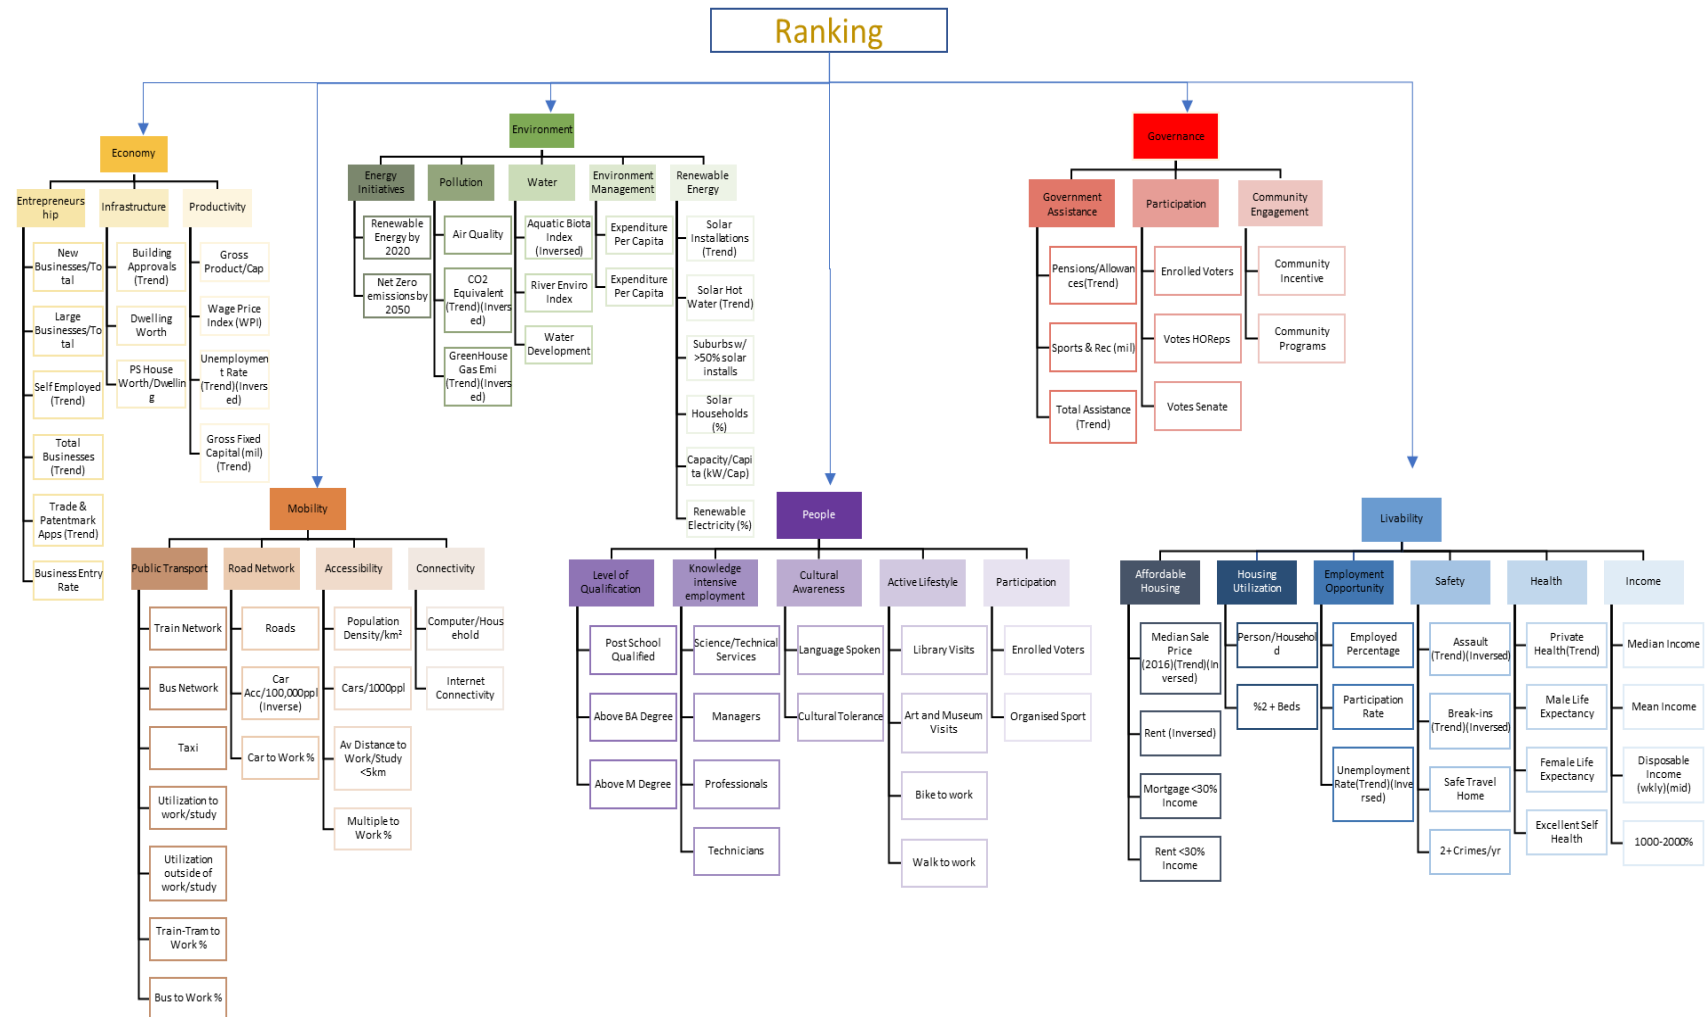 Ranking
Economy
Entrepreneurs
hip
New
Businesses/To
tal
Large
Businesses/To
tal
Self Employed
(Trend)
Total
Businesses
(Trend)
Trade &
Patentmark
Apps (Trend)
Business Entry
Rate
Infrastructure
Building
Approvals
(Trend)
Dwelling
Worth
PS House
Worth/Dwellin
g
Productivity
Gross
Product/Cap
Wage Price
Index (WPI)
Unemploymen
t Rate
(Trend)(Invers
ed)
Gross Fixed
Capital (mil)
(Trend)
Environment
Energy
Initiatives
Renewable
Energy by
2020
Net Zero
emissions by
2050
Pollution
Air Quality
CO2
Equivalent
(Trend)(Invers
ed)
GreenHouse
Gas Emi
(Trend)(Invers
ed)
Water
Aquatic Biota
Index
(Inversed)
River Enviro
Index
Water
Development
Environment
Management
Expenditure
Per Capita
Expenditure
Per Capita
Renewable
Energy
Solar
Installations
(Trend)
Solar Hot
Water (Trend)
Suburbs w/
>50% solar
installs
Solar
Households
(%)
Capacity/Capi
ta (kW/Cap)
Renewable
Electricity (%)
Governance
Government
Assistance
Pensions/Allowan
ces(Trend)
Sports & Rec (mil)
Total Assistance
(Trend)
Participation
Enrolled Voters
Votes HOReps
Votes Senate
Community
Engagement
Community
Incentive
Community
Programs
Mobility
Public Transport
Train Network
Bus Network
Taxi
Utilization to
work/study
Utilization
outside of
work/study
Train-Tram to
Work %
Bus to Work %
Road Network
Roads
Car
Acc/100,000ppl
(Inverse)
Car to Work %
Accessibility
Population
Density/km²
Cars/1000ppl
Av Distance to
Work/Study
<5km
Multiple to
Work %
Connectivity
Computer/Hous
ehold
Internet
Connectivity
People
Level of
Qualification
Post School
Qualified
Above BA Degree
Above M Degree
Knowledge
intensive
employment
Science/Technical
Services
Managers
Professionals
Technicians
Cultural
Awareness
Language Spoken
Cultural Tolerance
Active Lifestyle
Library Visits
Art and Museum
Visits
Bike to work
Walk to work
Participation
Enrolled Voters
Organised Sport
Livability
Affordable
Housing
Median Sale
Price
(2016)(Trend)(In
versed)
Rent (Inversed)
Mortgage <30%
Income
Rent <30%
Income
Housing
Utilization
Person/Househol
d
%2 + Beds
Employment
Opportunity
Employed
Percentage
Participation
Rate
Unemployment
Rate(Trend)(Inve
rsed)
Safety
Assault
(Trend)(Inversed)
Break-ins
(Trend)(Inversed)
Safe Travel
Home
2+ Crimes/yr
Health
Private
Health(Trend)
Male Life
Expectancy
Female Life
Expectancy
Excellent Self
Health
Income
Median Income
Mean Income
Disposable
Income
(wkly)(mid)
1000-2000%